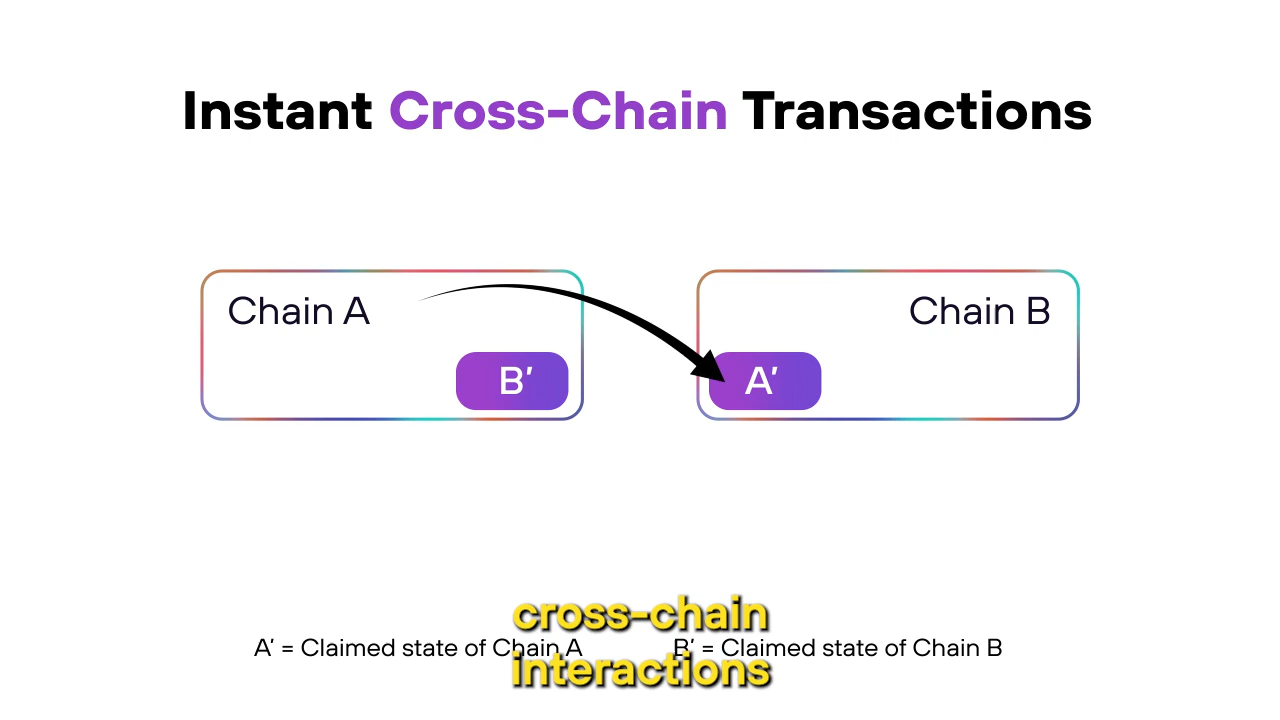 Instant Cross-Chain Transactions
Chain A
B′
Chain B
A′
A′ = Claimed state of Chain A
B′ = Claimed state of Chain B
cross-chain
interactions